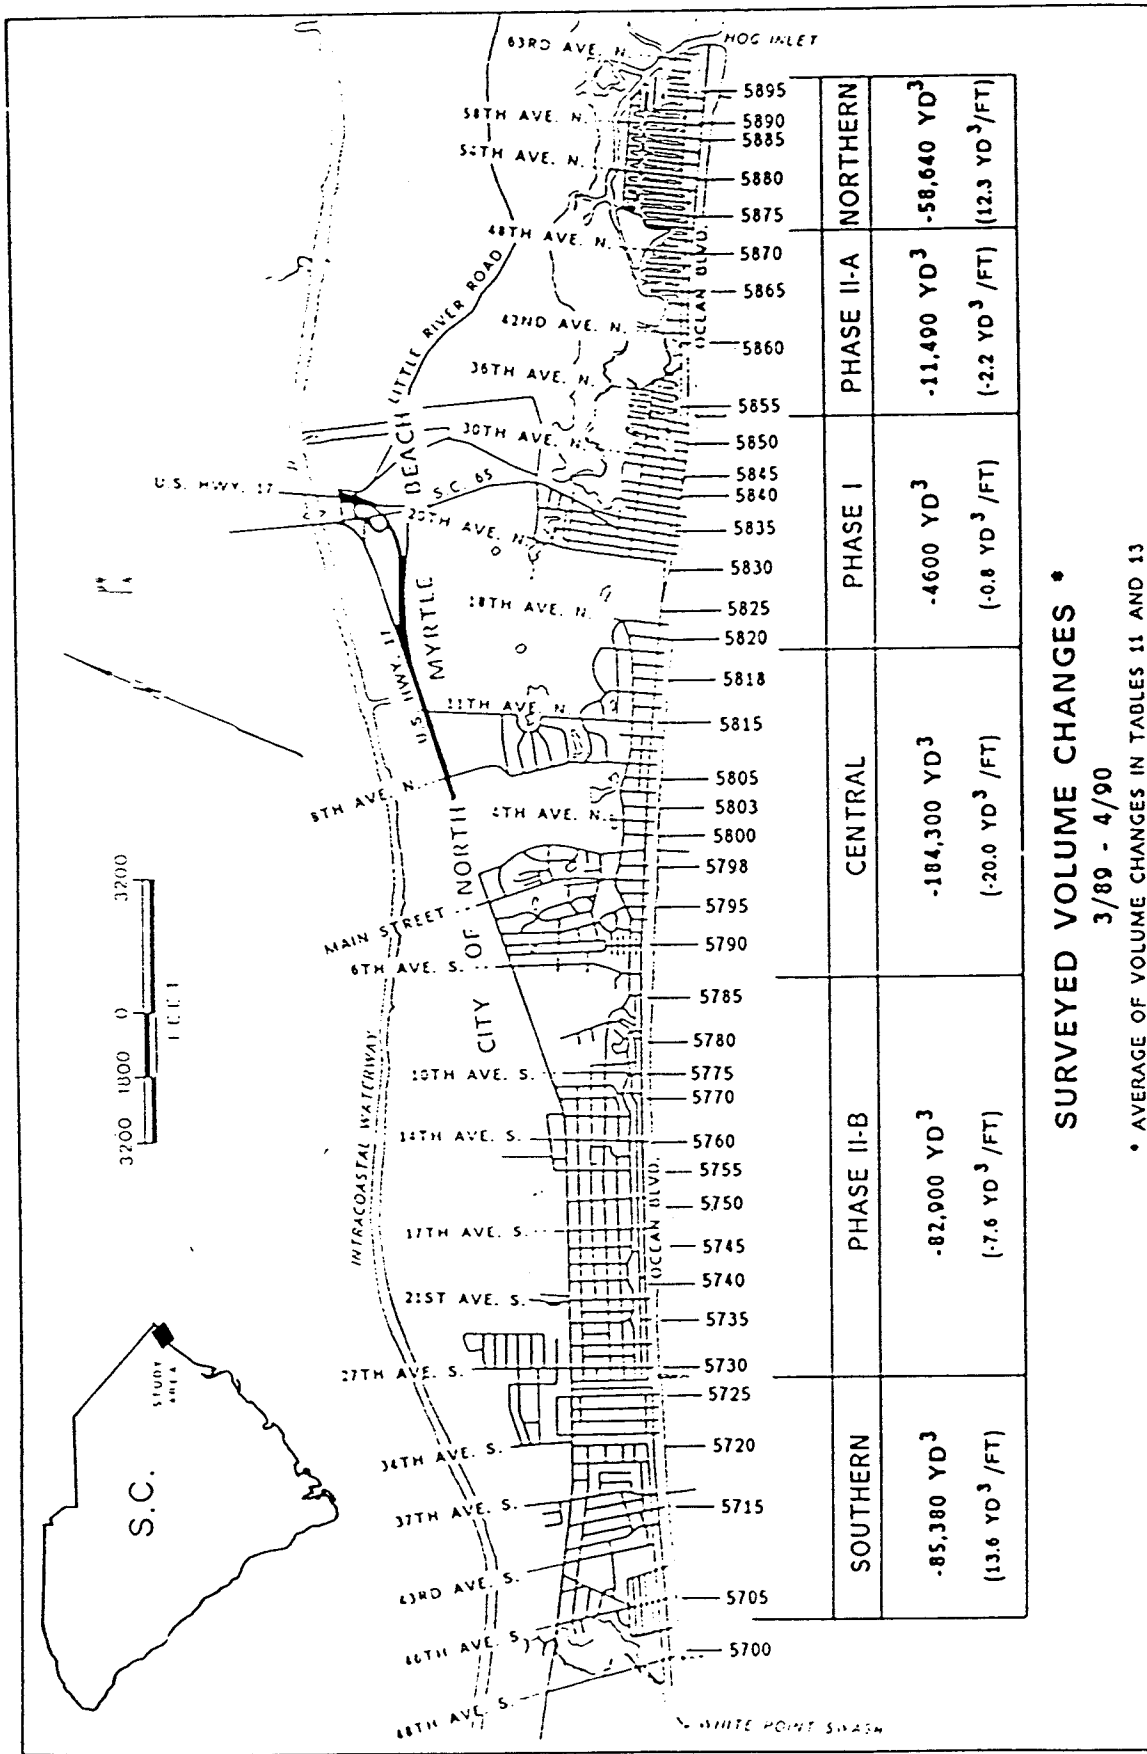 HOG INLET
63RD AVE. N.
58TH AVE. N.
54TH AVE. N.
48TH AVE. N.
42ND AVE. N.
36TH AVE. N.
30TH AVE. N.
S.C. 65
U.S. HWY. 17
18TH AVE. N.
11TH AVE. N.
8TH AVE. N.
4TH AVE. N.
MAIN STREET
6TH AVE. S.
10TH AVE. S.
14TH AVE. S.
17TH AVE. S.
21ST AVE. S.
27TH AVE. S.
34TH AVE. S.
37TH AVE. S.
43RD AVE. S.
46TH AVE. S.
48TH AVE. S.
WHITE POINT SWASH
LITTLE RIVER ROAD
CITY OF NORTH MYRTLE BEACH
INTRACOASTAL WATERWAY
OCEAN BLVD.
OCEAN BLVD.
3200 1800 0 3200
S.C.
STUDY AREA
5895
5890
5885
5880
5875
5870
5865
5860
5855
5850
5845
5840
5835
5830
5825
5820
5818
5815
5805
5803
5800
5798
5795
5790
5785
5780
5775
5770
5760
5755
5750
5745
5740
5735
5730
5725
5720
5715
5705
5700
SOUTHERN PHASE II-B CENTRAL PHASE I PHASE II-A NORTHERN
-85,380 YD³ -82,900 YD³ -184,300 YD³ -4600 YD³ -11,490 YD³ -58,640 YD³
(13.6 YD³/FT) (-7.6 YD³/FT) (-20.0 YD³/FT) (-0.8 YD³/FT) (-2.2 YD³/FT) (12.3 YD³/FT)
SURVEYED VOLUME CHANGES *
3/89 - 4/90
* AVERAGE OF VOLUME CHANGES IN TABLES 11 AND 13